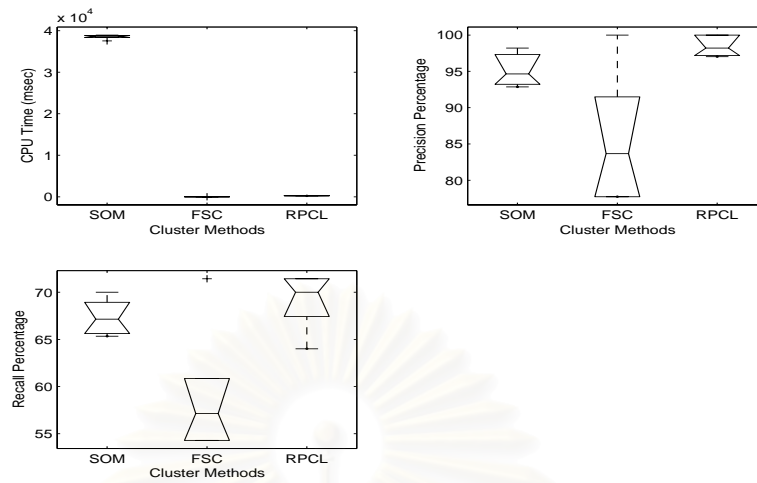 x 10^4
4
3
2
1
0
CPU Time (msec)
SOM FSC RPCL
Cluster Methods
100
95
90
85
80
Precision Percentage
SOM FSC RPCL
Cluster Methods
70
65
60
55
Recall Percentage
SOM FSC RPCL
Cluster Methods